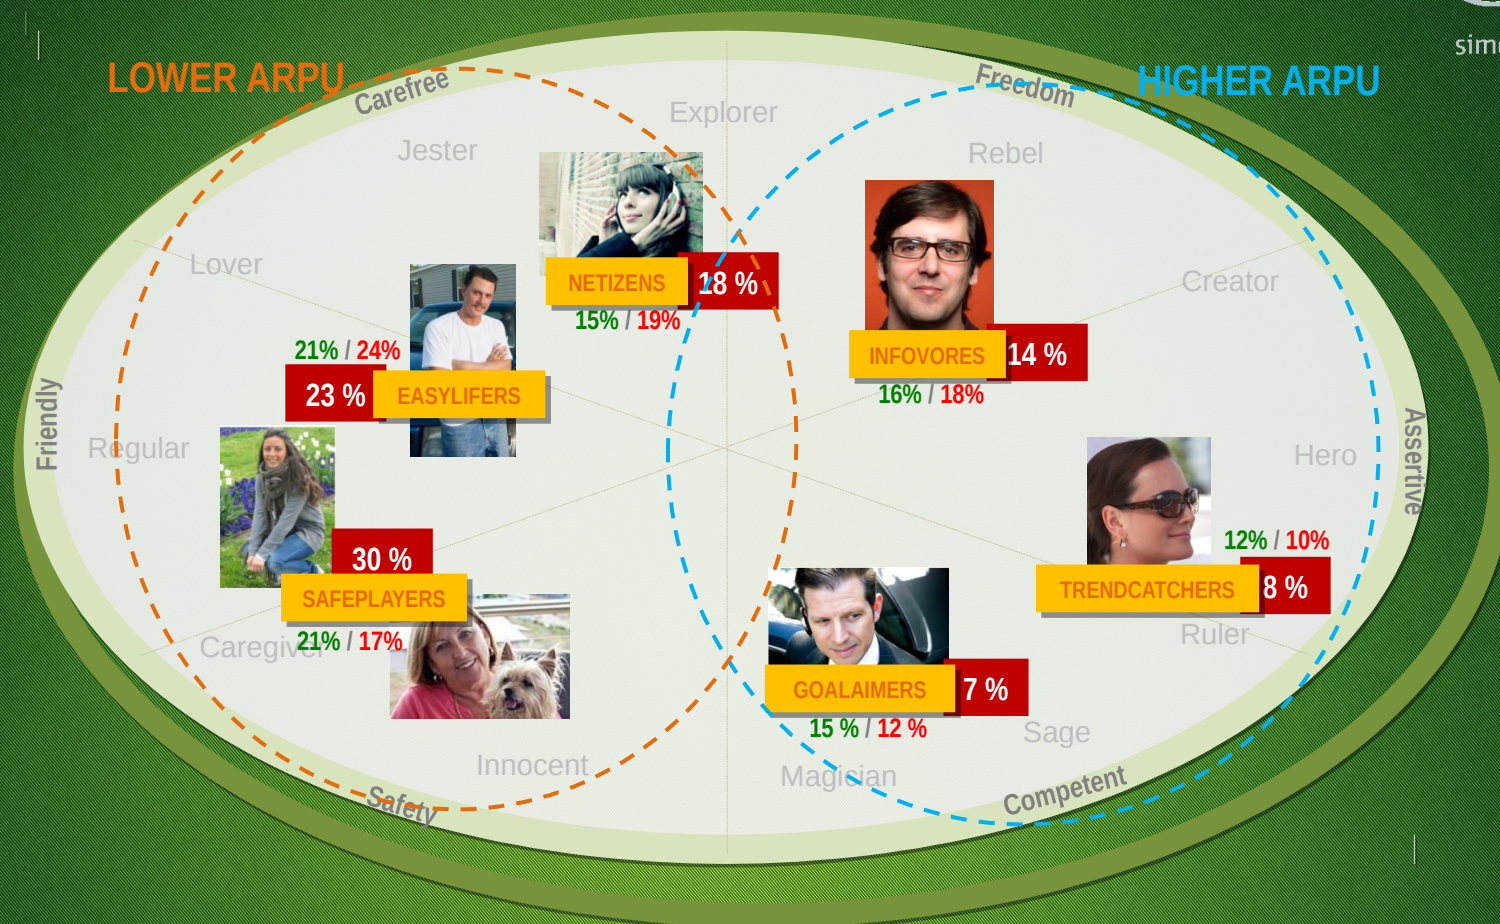 sim
LOWER ARPU
HIGHER ARPU
Carefree
Freedom
Explorer
Jester
Rebel
Lover
Creator
NETIZENS
18 %
15% / 19%
21% / 24%
INFOVORES
14 %
16% / 18%
23 %
EASYLIFERS
Friendly
Regular
Assertive
Hero
12% / 10%
30 %
SAFEPLAYERS
TRENDCATCHERS
8 %
Caregiver
21% / 17%
Ruler
GOALAIMERS
7 %
15 % / 12 %
Sage
Innocent
Magician
Safety
Competent